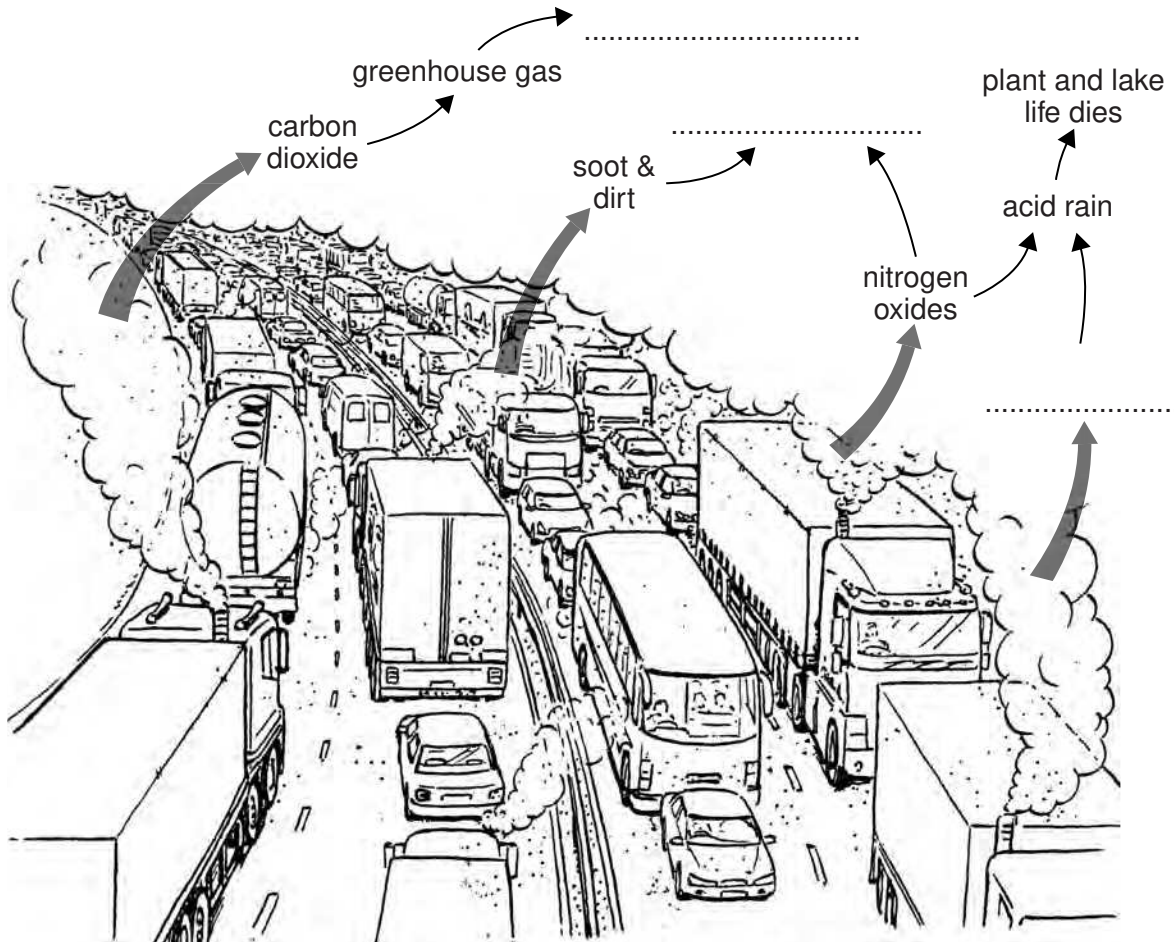 greenhouse gas
carbon
dioxide
soot &
dirt
plant and lake
life dies
acid rain
nitrogen
oxides